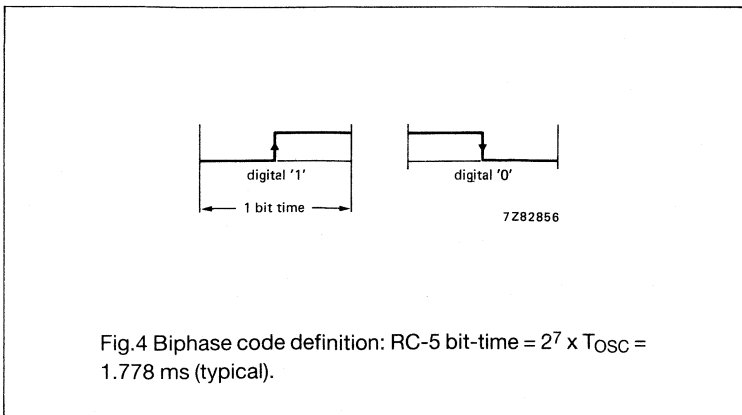 digital '1'
digital '0'
1 bit time
7Z82856
Fig.4 Biphase code definition: RC-5 bit-time = 2⁷ x TOSC =
1.778 ms (typical).